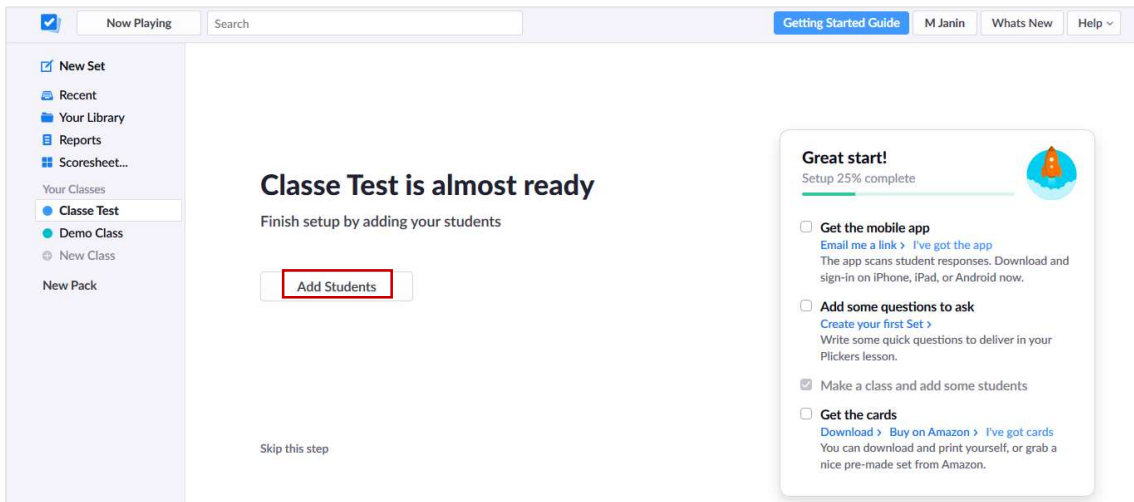 Now Playing
Search
Getting Started Guide
M Janin
Whats New
Help
New Set
Recent
Your Library
Reports
Scoresheet...
Your Classes
Classe Test
Demo Class
New Class
New Pack
Classe Test is almost ready
Finish setup by adding your students
Add Students
Skip this step
Great start!
Setup 25% complete
Get the mobile app
Email me a link > I've got the app
The app scans student responses. Download and
sign-in on iPhone, iPad, or Android now.
Add some questions to ask
Create your first Set >
Write some quick questions to deliver in your
Plickers lesson.
Make a class and add some students
Get the cards
Download > Buy on Amazon > I've got cards
You can download and print yourself, or grab a
nice pre-made set from Amazon.